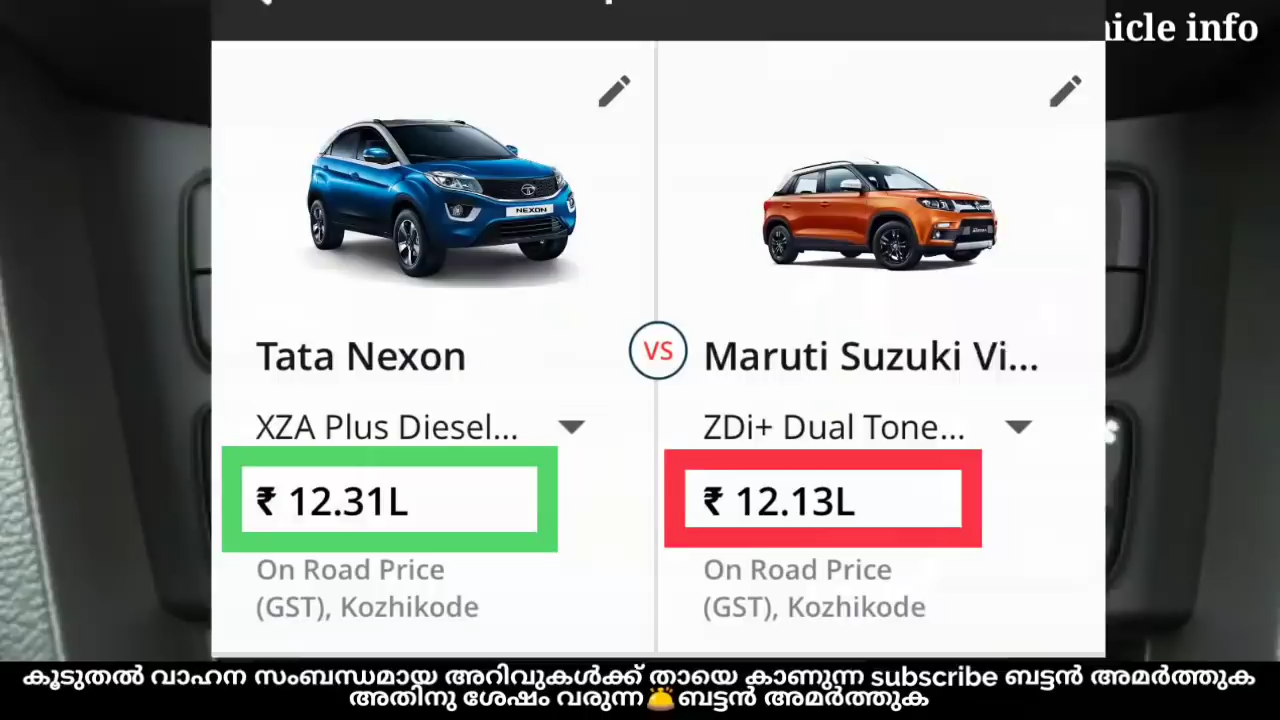 info
Tata Nexon
VS
Maruti Suzuki Vi...
XZA Plus Diesel...
ZDi+ Dual Tone...
₹ 12.31L
₹ 12.13L
On Road Price
(GST), Kozhikode
On Road Price
(GST), Kozhikode
NEXON
കൂടുതൽ വാഹന സംബന്ധമായ അറിവുകൾക്ക് തായെ കാണുന്ന subscribe ബട്ടൻ അമർത്തുക
അതിനു ശേഷം വരുന്ന🛎️ബട്ടൻ അമർത്തുക